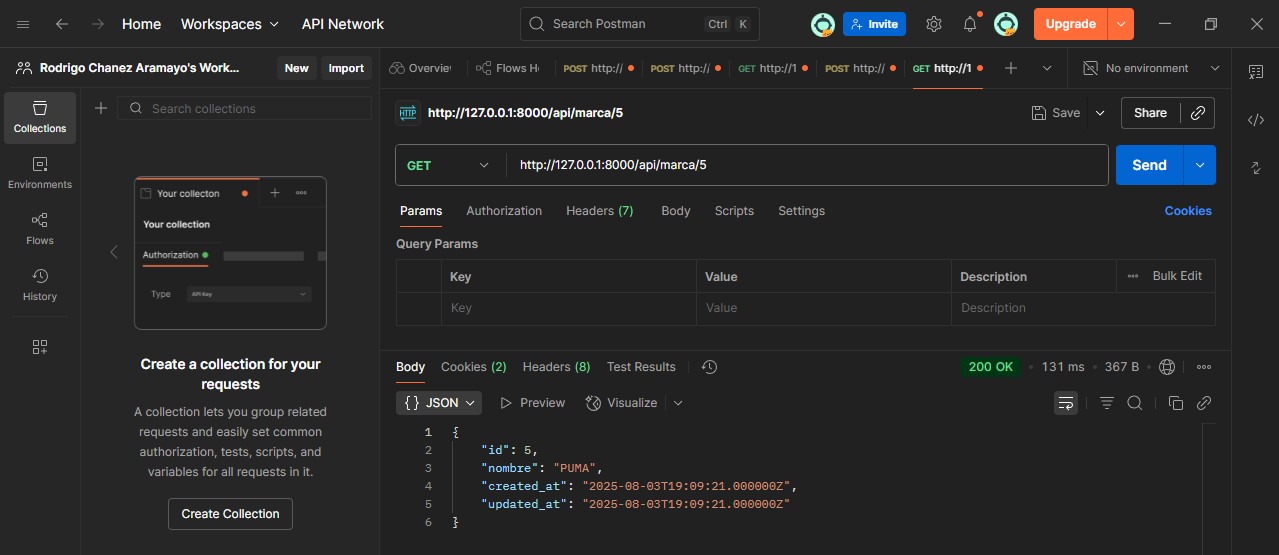 Home Workspaces API Network Search Postman Ctrl K Invite Upgrade
Rodrigo Chanez Aramayo's Work... New Import Overvie Flows H POST http:// POST http:// GET http://1 POST http:// GET http://1 No environment
Collections
Environments
Flows
History
Search collections
Your collecton
Your collection
Authorization
Type API Key
Create a collection for your
requests
A collection lets you group related
requests and easily set common
authorization, tests, scripts, and
variables for all requests in it.
Create Collection
HTTP http://127.0.0.1:8000/api/marca/5 Save Share
GET http://127.0.0.1:8000/api/marca/5 Send
Params Authorization Headers (7) Body Scripts Settings Cookies
Query Params
Key Value Description Bulk Edit
Key Value Description
Body Cookies (2) Headers (8) Test Results 200 OK • 131 ms • 367 B •
{} JSON Preview Visualize
1 {
2 "id": 5,
3 "nombre": "PUMA",
4 "created_at": "2025-08-03T19:09:21.000000Z",
5 "updated_at": "2025-08-03T19:09:21.000000Z"
6 }